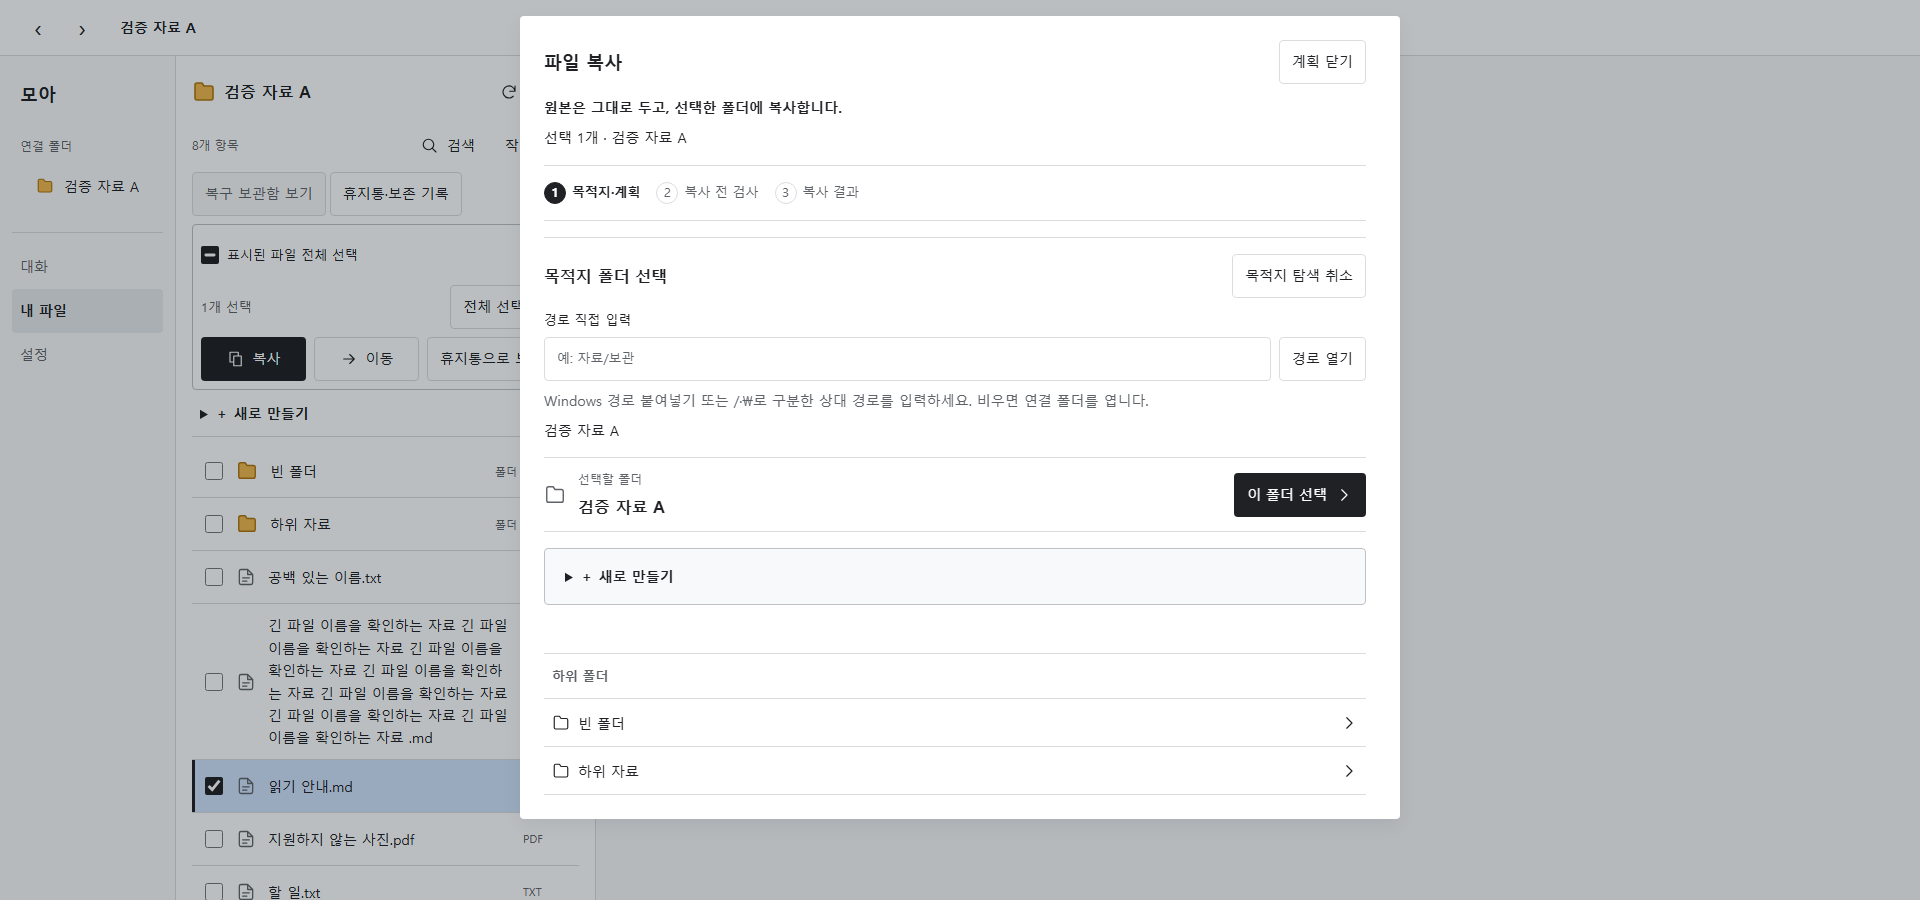 검증 자료 A
모아
연결 폴더
검증 자료 A
대화
내 파일
설정
검증 자료 A
8개 항목
검색
작
복구 보관함 보기
휴지통·보존 기록
표시된 파일 전체 선택
1개 선택
전체 선택
복사
이동
휴지통으로
+ 새로 만들기
빈 폴더
폴더
하위 자료
폴더
공백 있는 이름.txt
긴 파일 이름을 확인하는 자료 긴 파일
이름을 확인하는 자료 긴 파일 이름을
확인하는 자료 긴 파일 이름을 확인하
는 자료 긴 파일 이름을 확인하는 자료
긴 파일 이름을 확인하는 자료 긴 파일
이름을 확인하는 자료 .md
읽기 안내.md
지원하지 않는 사진.pdf
PDF
할 일.txt
TXT
파일 복사
계획 닫기
원본은 그대로 두고, 선택한 폴더에 복사합니다.
선택 1개 · 검증 자료 A
1 목적지·계획
2 복사 전 검사
3 복사 결과
목적지 폴더 선택
목적지 탐색 취소
경로 직접 입력
예: 자료/보관
경로 열기
Windows 경로 붙여넣기 또는 /·₩로 구분한 상대 경로를 입력하세요. 비우면 연결 폴더를 엽니다.
검증 자료 A
선택할 폴더
검증 자료 A
이 폴더 선택
+ 새로 만들기
하위 폴더
빈 폴더
하위 자료